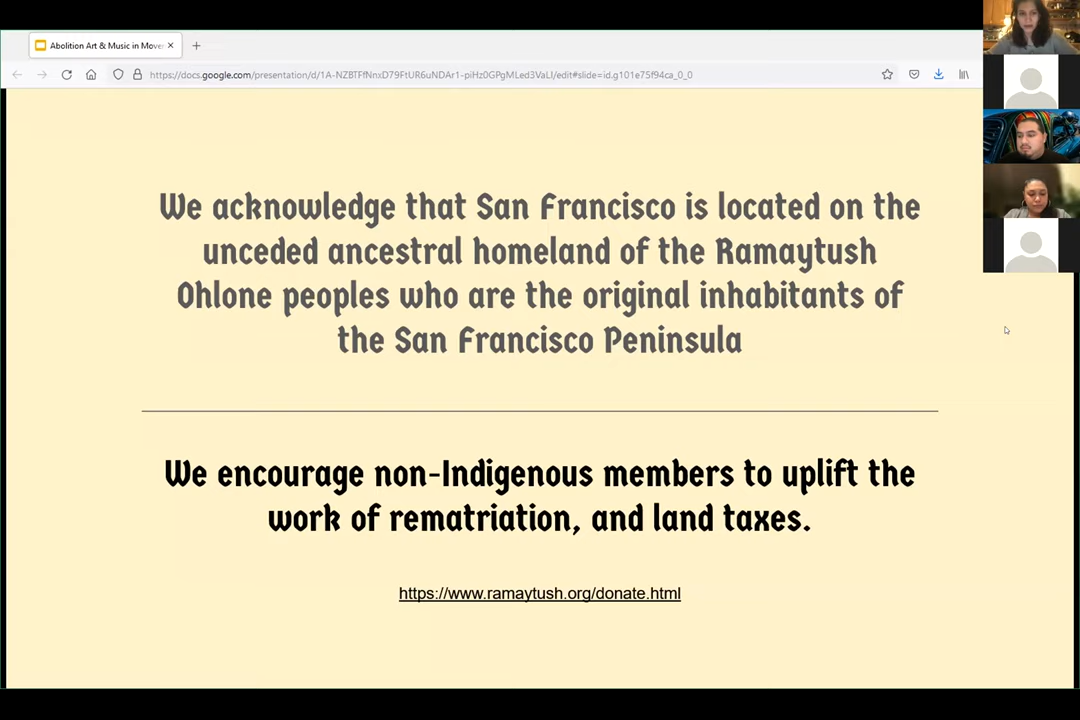 Abolition Art & Music in Mover
https://docs.google.com/presentation/d/1A-NZBTFfNnxD79FtUR6uNDAr1-piHz0GPgMLed3VaLI/edit#slide=id.g101e75f94ca_0_0
We acknowledge that San Francisco is located on the
unceded ancestral homeland of the Ramaytush
Ohlone peoples who are the original inhabitants of
the San Francisco Peninsula
We encourage non-Indigenous members to uplift the
work of rematriation, and land taxes.
https://www.ramaytush.org/donate.html